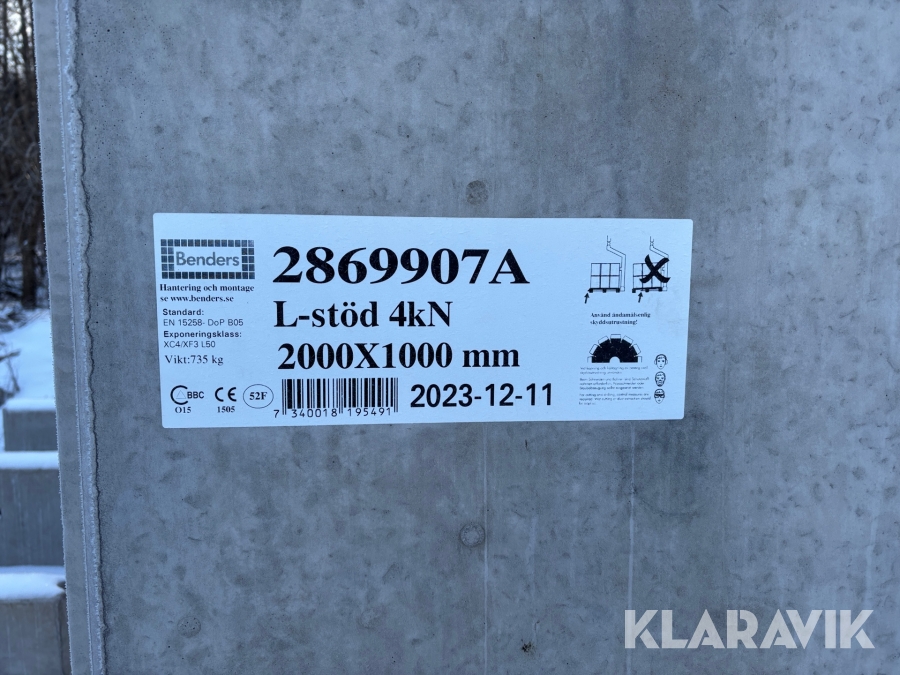 Benders
2869907A
Hantering och montage
se www.benders.se
Standard:
EN 15258- DoP B05
Exponeringsklass:
XC4/XF3 L50
Vikt:735 kg
L-stöd 4kN
2000X1000 mm
BBC
O15
CE
1505
52F
7 340018 195491
2023-12-11
Använd ändamålsenlig
skyddsutrustning!
KLARAVIK